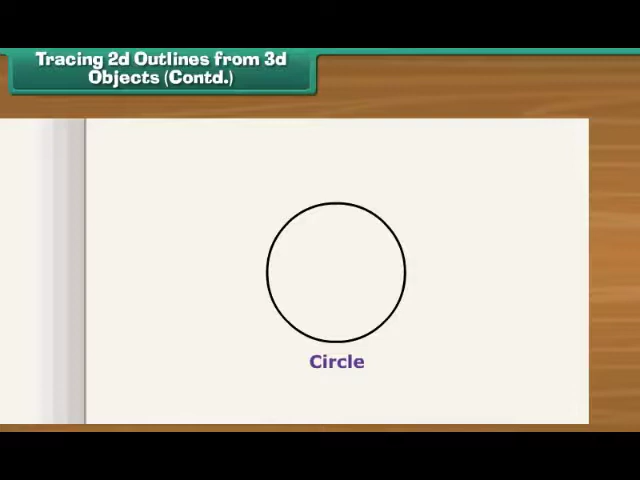 Tracing 2d Outlines from 3d
Objects (Contd.)
Circle